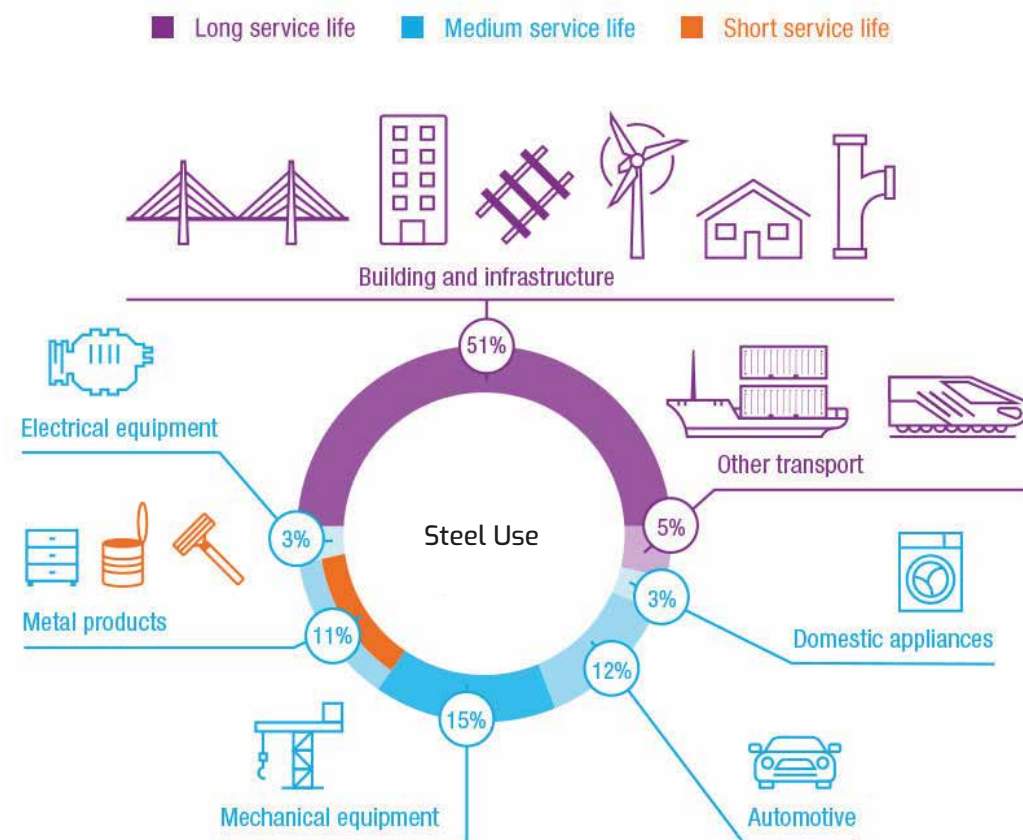 Long service life
Medium service life
Short service life
Building and infrastructure
51%
Electrical equipment
Other transport
Steel Use
5%
3%
3%
Metal products
Domestic appliances
11%
12%
15%
Mechanical equipment
Automotive